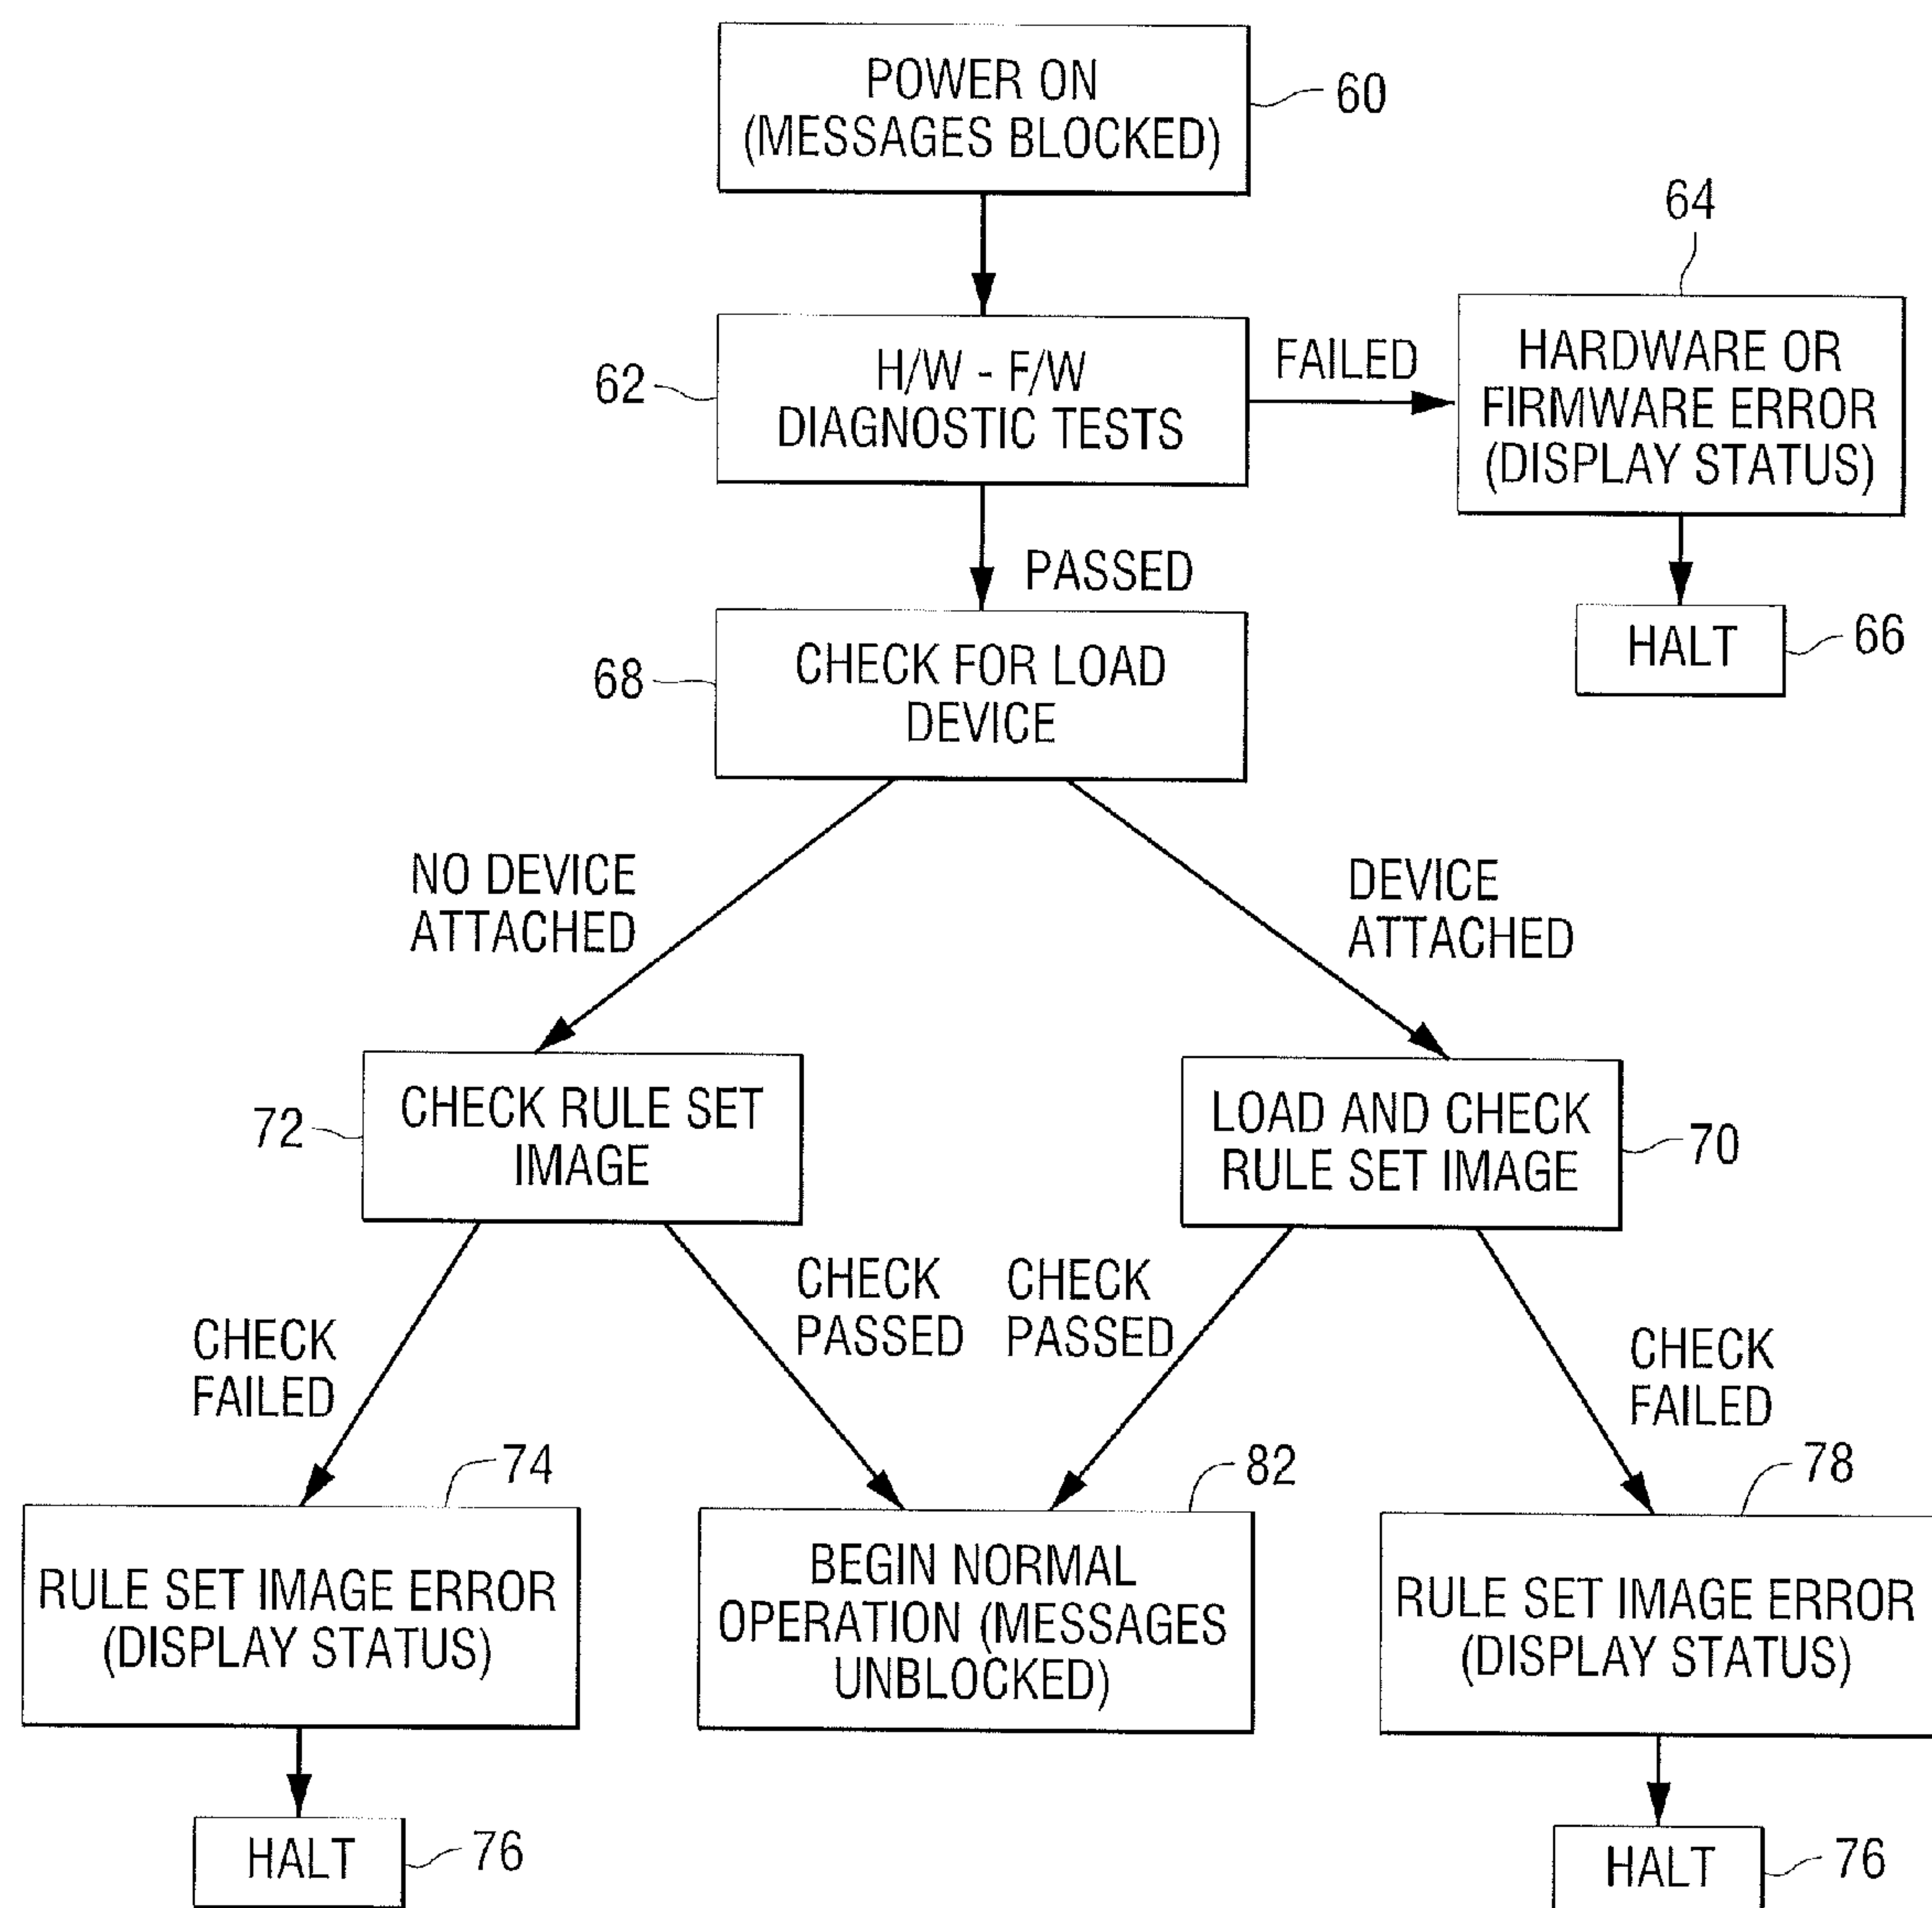 POWER ON
(MESSAGES BLOCKED)
60
64
62
H/W - F/W
DIAGNOSTIC TESTS
FAILED
HARDWARE OR
FIRMWARE ERROR
(DISPLAY STATUS)
PASSED
HALT
66
68
CHECK FOR LOAD
DEVICE
NO DEVICE
ATTACHED
DEVICE
ATTACHED
72
CHECK RULE SET
IMAGE
LOAD AND CHECK
RULE SET IMAGE
70
CHECK
FAILED
CHECK
PASSED
CHECK
PASSED
CHECK
FAILED
74
82
78
RULE SET IMAGE ERROR
(DISPLAY STATUS)
BEGIN NORMAL
OPERATION (MESSAGES
UNBLOCKED)
RULE SET IMAGE ERROR
(DISPLAY STATUS)
HALT
76
HALT
76